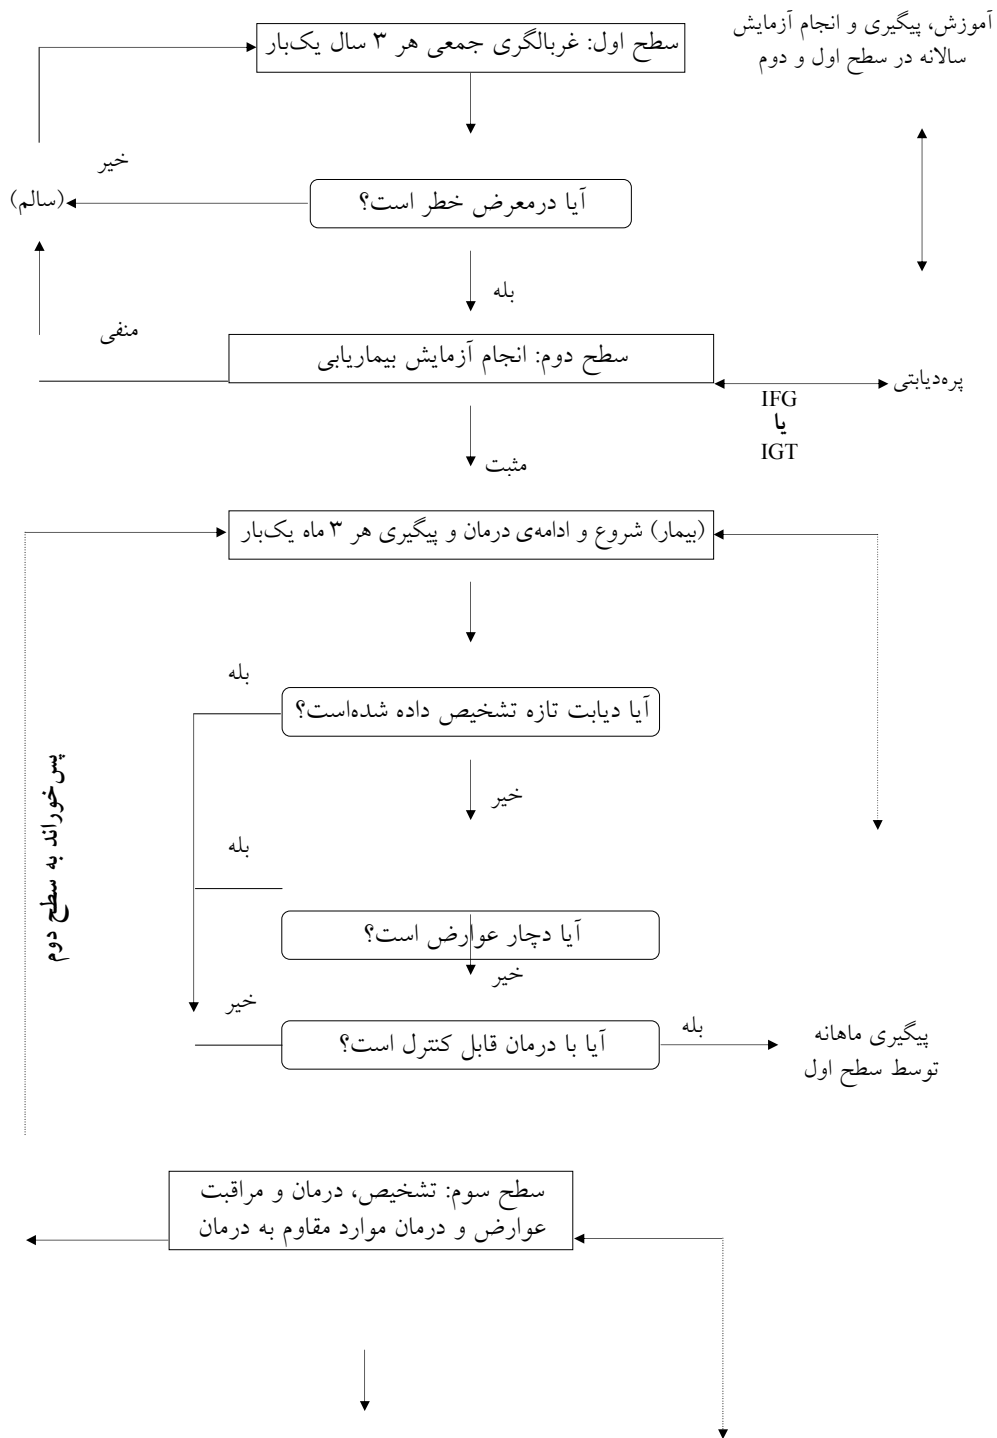 آموزش، پیگیری و انجام آزمایش
سالانه در سطح اول و دوم
سطح اول: غربالگری جمعی هر ۳ سال یک‌بار
خیر
آیا درمعرض خطر است؟
(سالم)
بله
منفی
سطح دوم: انجام آزمایش بیماریابی
پره‌دیابتی
IFG
یا
IGT
مثبت
(بیمار) شروع و ادامه‌ی درمان و پیگیری هر ۳ ماه یک‌بار
بله
آیا دیابت تازه تشخیص داده شده‌است؟
خیر
بله
پس‌خوراند به سطح دوم
آیا دچار عوارض است؟
خیر
خیر
آیا با درمان قابل کنترل است؟
بله
پیگیری ماهانه
توسط سطح اول
سطح سوم: تشخیص، درمان و مراقبت
عوارض و درمان موارد مقاوم به درمان